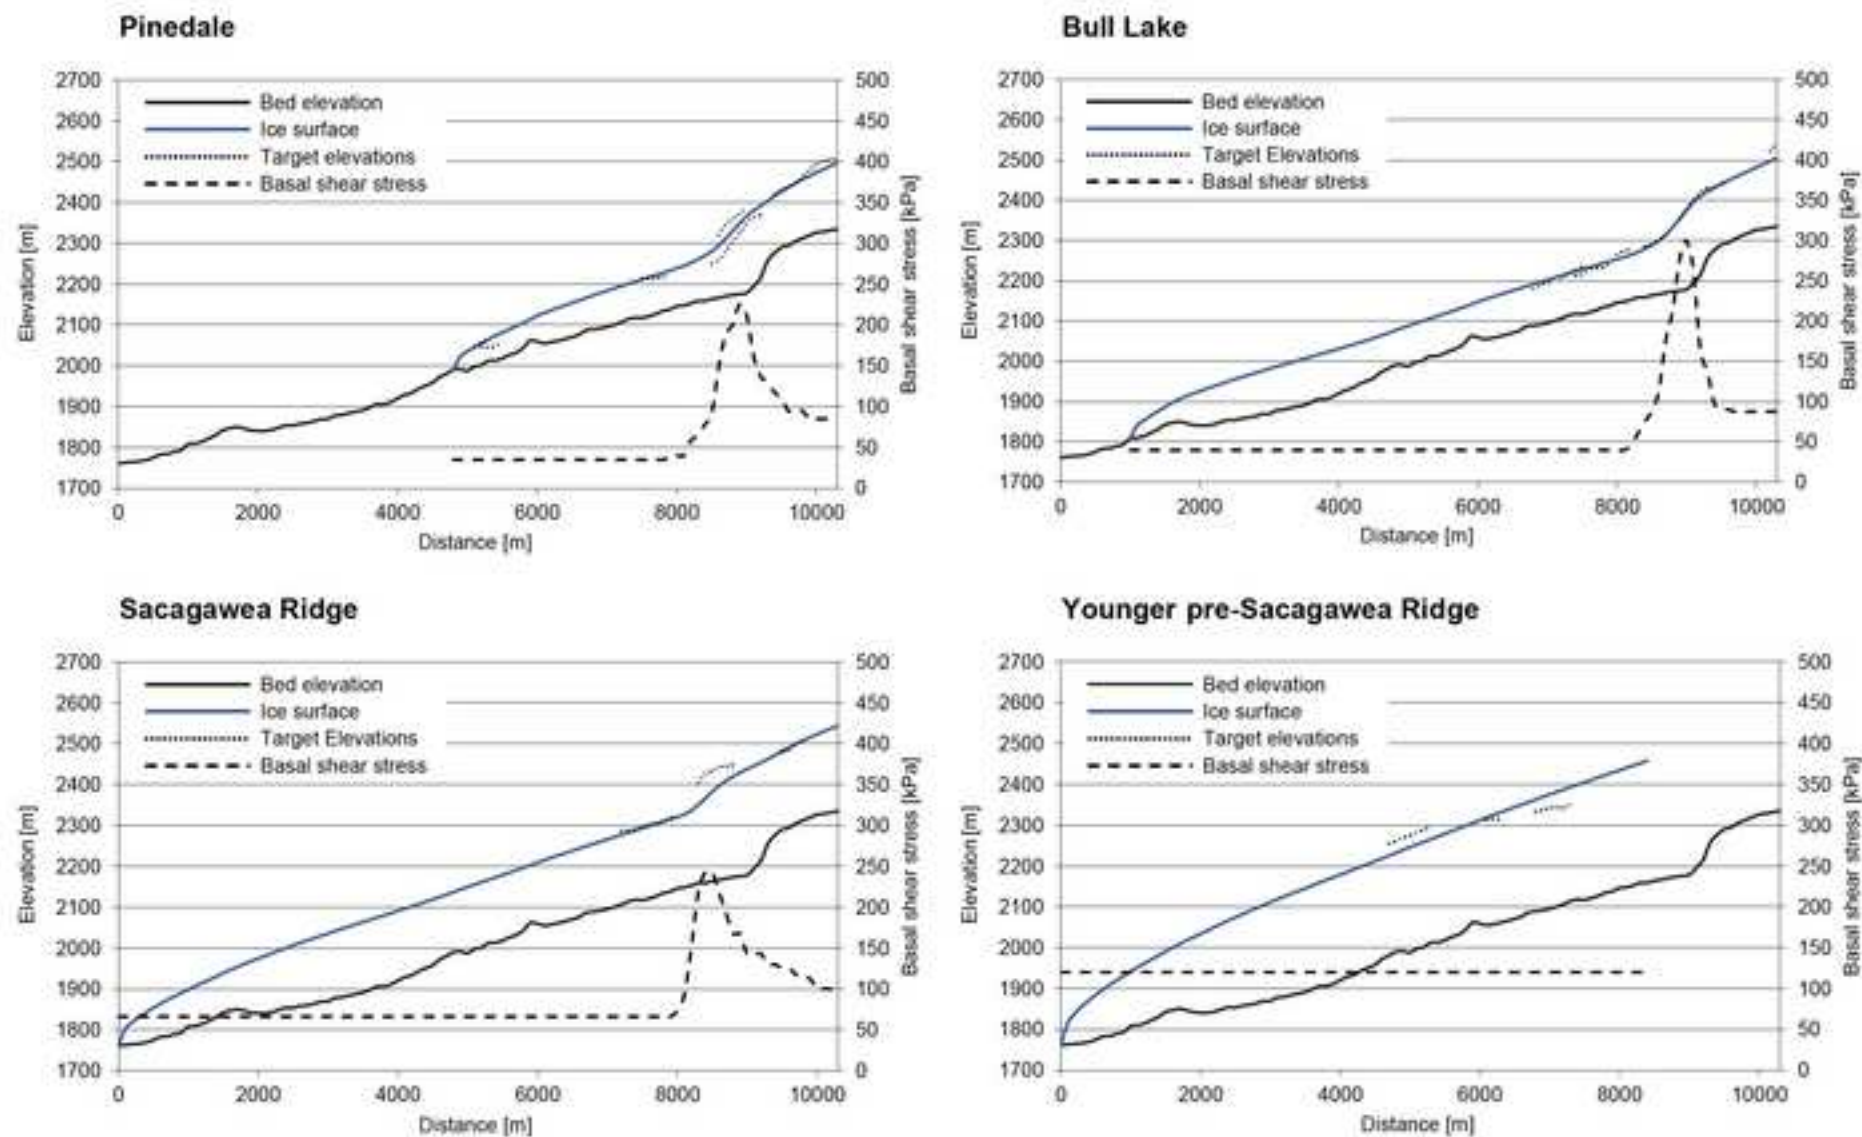 Pinedale
2700
2600
2500
2400
2300
2200
2100
2000
1900
1800
1700
Elevation [m]
Bed elevation
Ice surface
Target elevations
Basal shear stress
500
450
400
350
300
250
200
150
100
50
0
Basal shear stress [kPa]
0 2000 4000 6000 8000 10000
Distance [m]
Bull Lake
2700
2600
2500
2400
2300
2200
2100
2000
1900
1800
1700
Elevation [m]
Bed elevation
Ice surface
Target Elevations
Basal shear stress
500
450
400
350
300
250
200
150
100
50
0
Basal shear stress [kPa]
0 2000 4000 6000 8000 10000
Distance [m]
Sacagawea Ridge
2700
2600
2500
2400
2300
2200
2100
2000
1900
1800
1700
Elevation [m]
Bed elevation
Ice surface
Target Elevations
Basal shear stress
500
450
400
350
300
250
200
150
100
50
0
Basal shear stress [kPa]
0 2000 4000 6000 8000 10000
Distance [m]
Younger pre-Sacagawea Ridge
2700
2600
2500
2400
2300
2200
2100
2000
1900
1800
1700
Elevation [m]
Bed elevation
Ice surface
Target elevations
Basal shear stress
500
450
400
350
300
250
200
150
100
50
0
Basal shear stress [kPa]
0 2000 4000 6000 8000 10000
Distance [m]